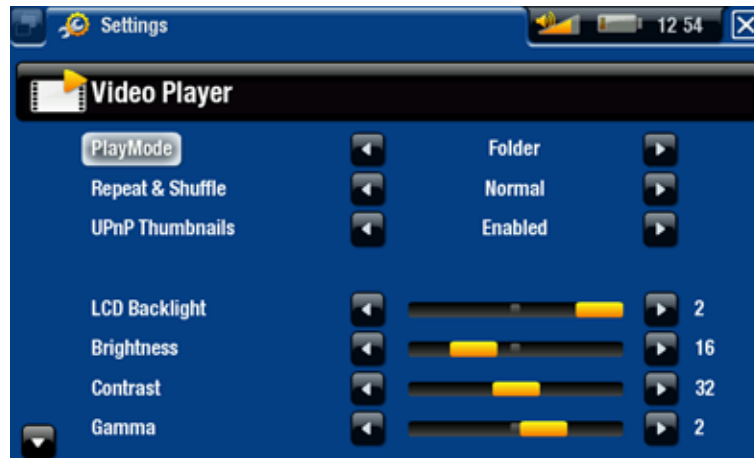 Settings 12 54
Video Player
PlayMode Folder
Repeat & Shuffle Normal
UPnP Thumbnails Enabled
LCD Backlight 2
Brightness 16
Contrast 32
Gamma 2